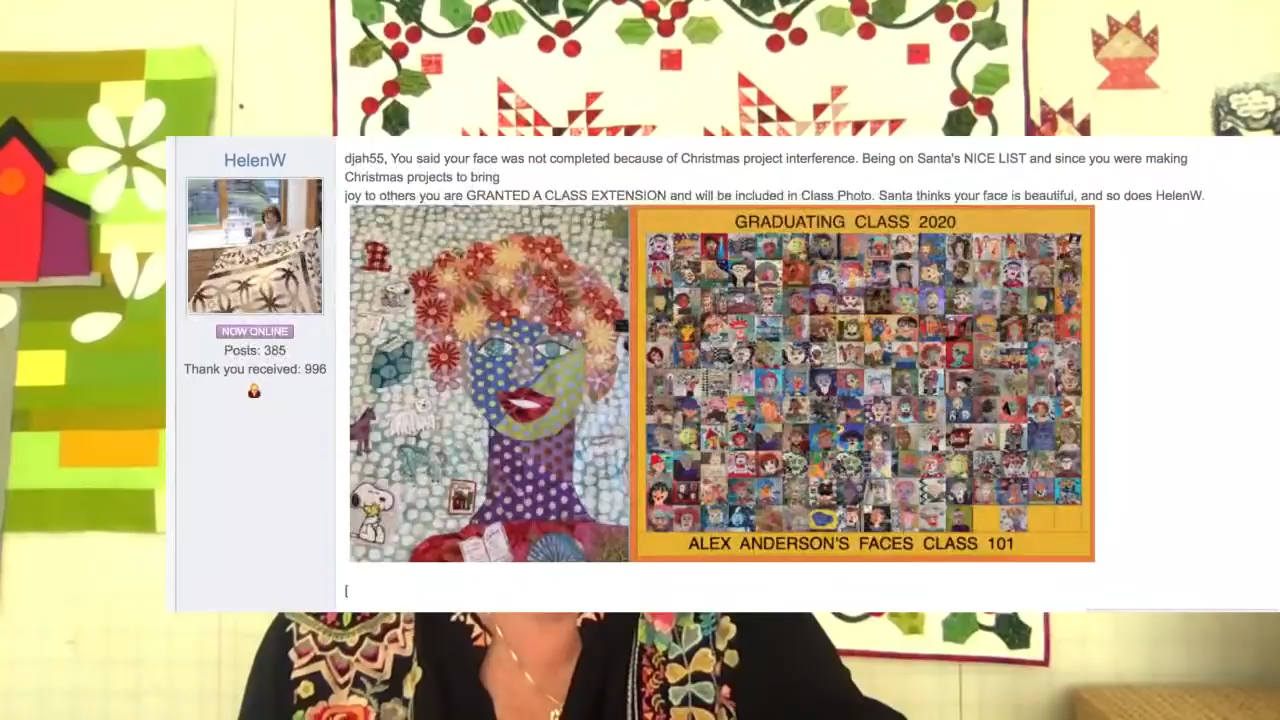 HelenW
NOW ONLINE
Posts: 385
Thank you received: 996
djah55, You said your face was not completed because of Christmas project interference. Being on Santa's NICE LIST and since you were making
Christmas projects to bring
joy to others you are GRANTED A CLASS EXTENSION and will be included in Class Photo. Santa thinks your face is beautiful, and so does HelenW.
GRADUATING CLASS 2020
ALEX ANDERSON'S FACES CLASS 101
[